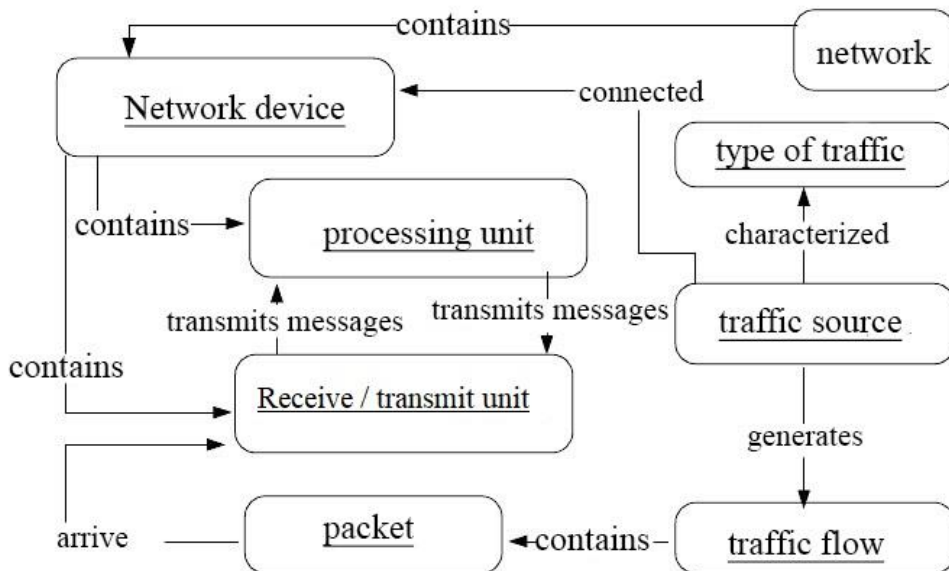 contains
network
Network device
connected
type of traffic
contains
processing unit
characterized
transmits messages
transmits messages
traffic source
contains
Receive / transmit unit
generates
packet
arrive
contains
traffic flow